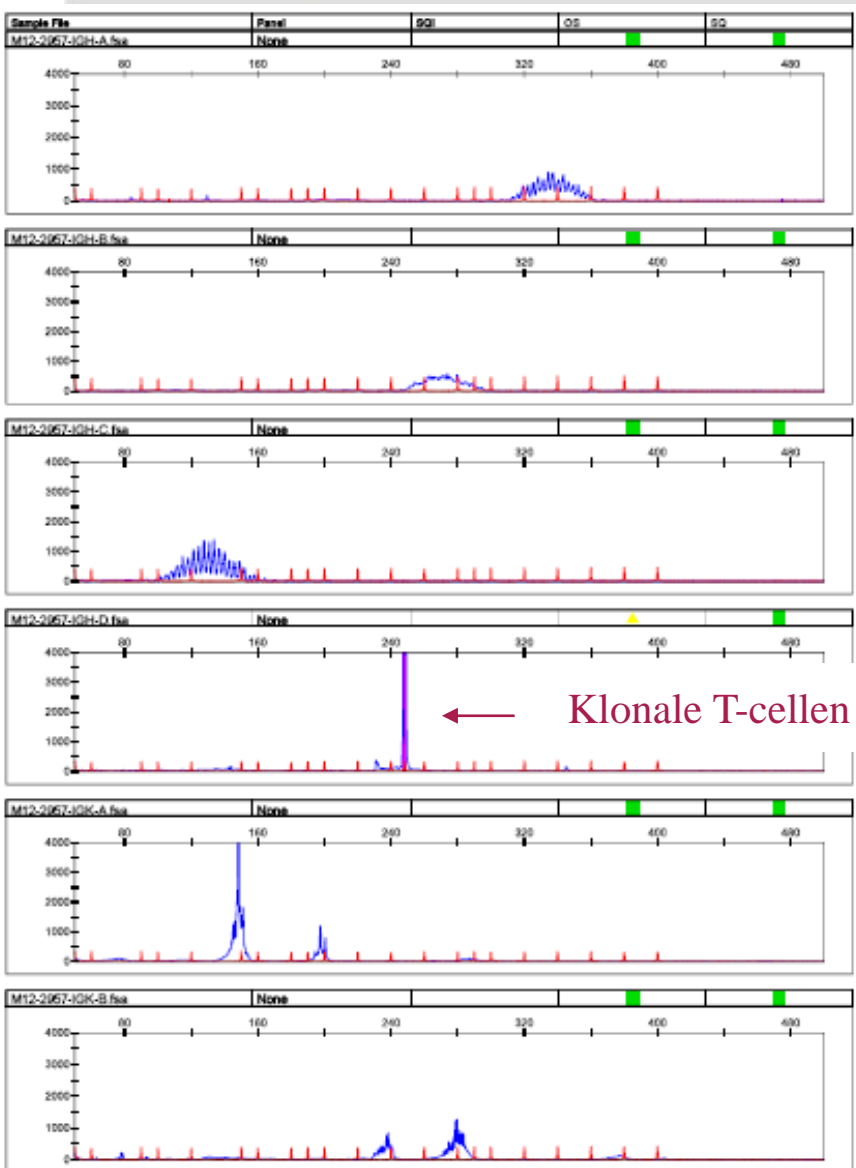 Sample File Panel SQI OS SQ
M12-2957-IGH-A.fsa None
80 160 240 320 400 480
4000
3000
2000
1000
0
M12-2957-IGH-B.fsa None
80 160 240 320 400 480
4000
3000
2000
1000
0
M12-2957-IGH-C.fsa None
80 160 240 320 400 480
4000
3000
2000
1000
0
M12-2957-IGH-D.fsa None
80 160 240 320 400 480
4000
3000
2000
1000
0
Klonale T-cellen
M12-2957-IGK-A.fsa None
80 160 240 320 400 480
4000
3000
2000
1000
0
M12-2957-IGK-B.fsa None
80 160 240 320 400 480
4000
3000
2000
1000
0